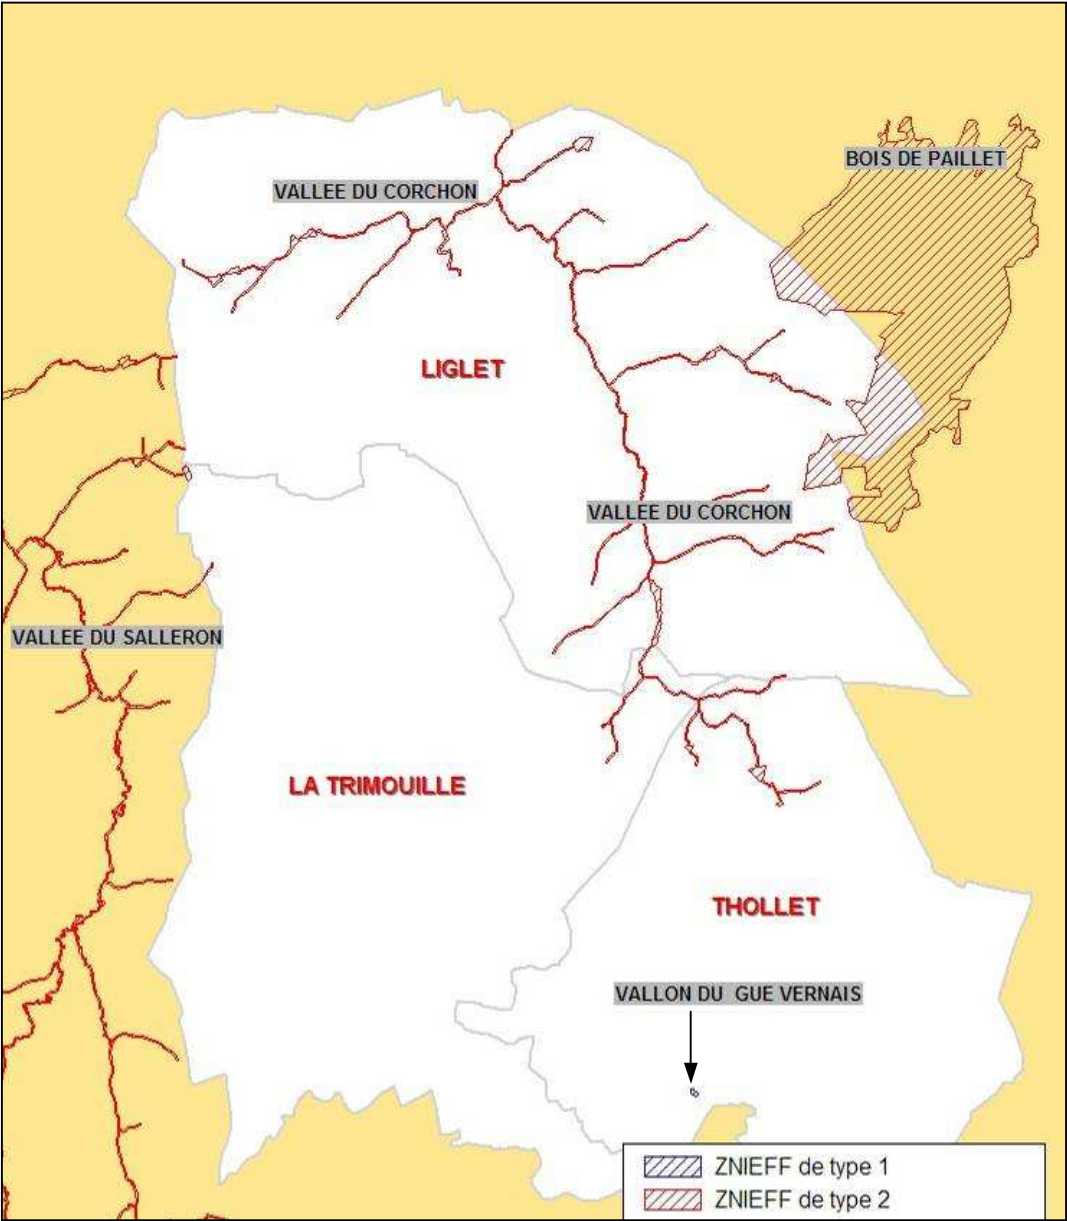 BOIS DE PAILLET
VALLEE DU CORCHON
LIGLET
VALLEE DU CORCHON
VALLEE DU SALLERON
LA TRIMOUILLE
THOLLET
VALLON DU GUE VERNAIS
ZNIEFF de type 1
ZNIEFF de type 2